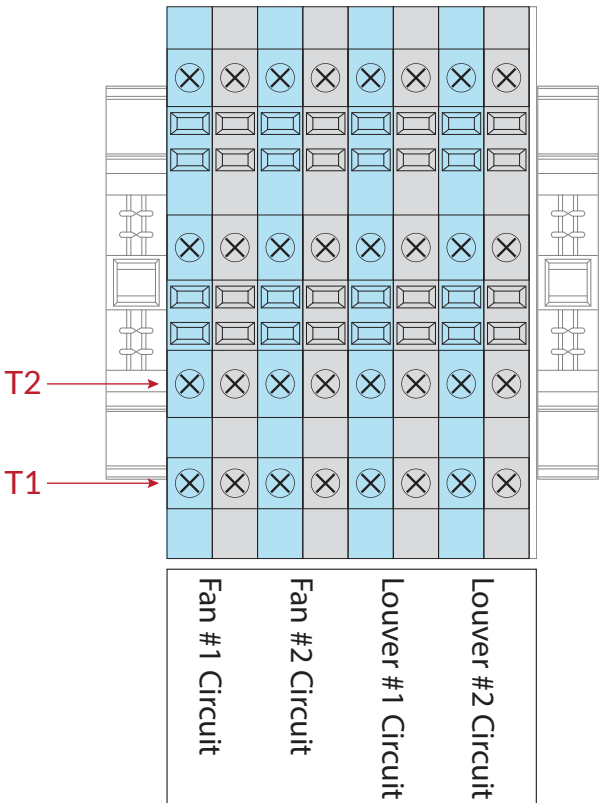 T2
T1
Fan #1 Circuit
Fan #2 Circuit
Louver #1 Circuit
Louver #2 Circuit